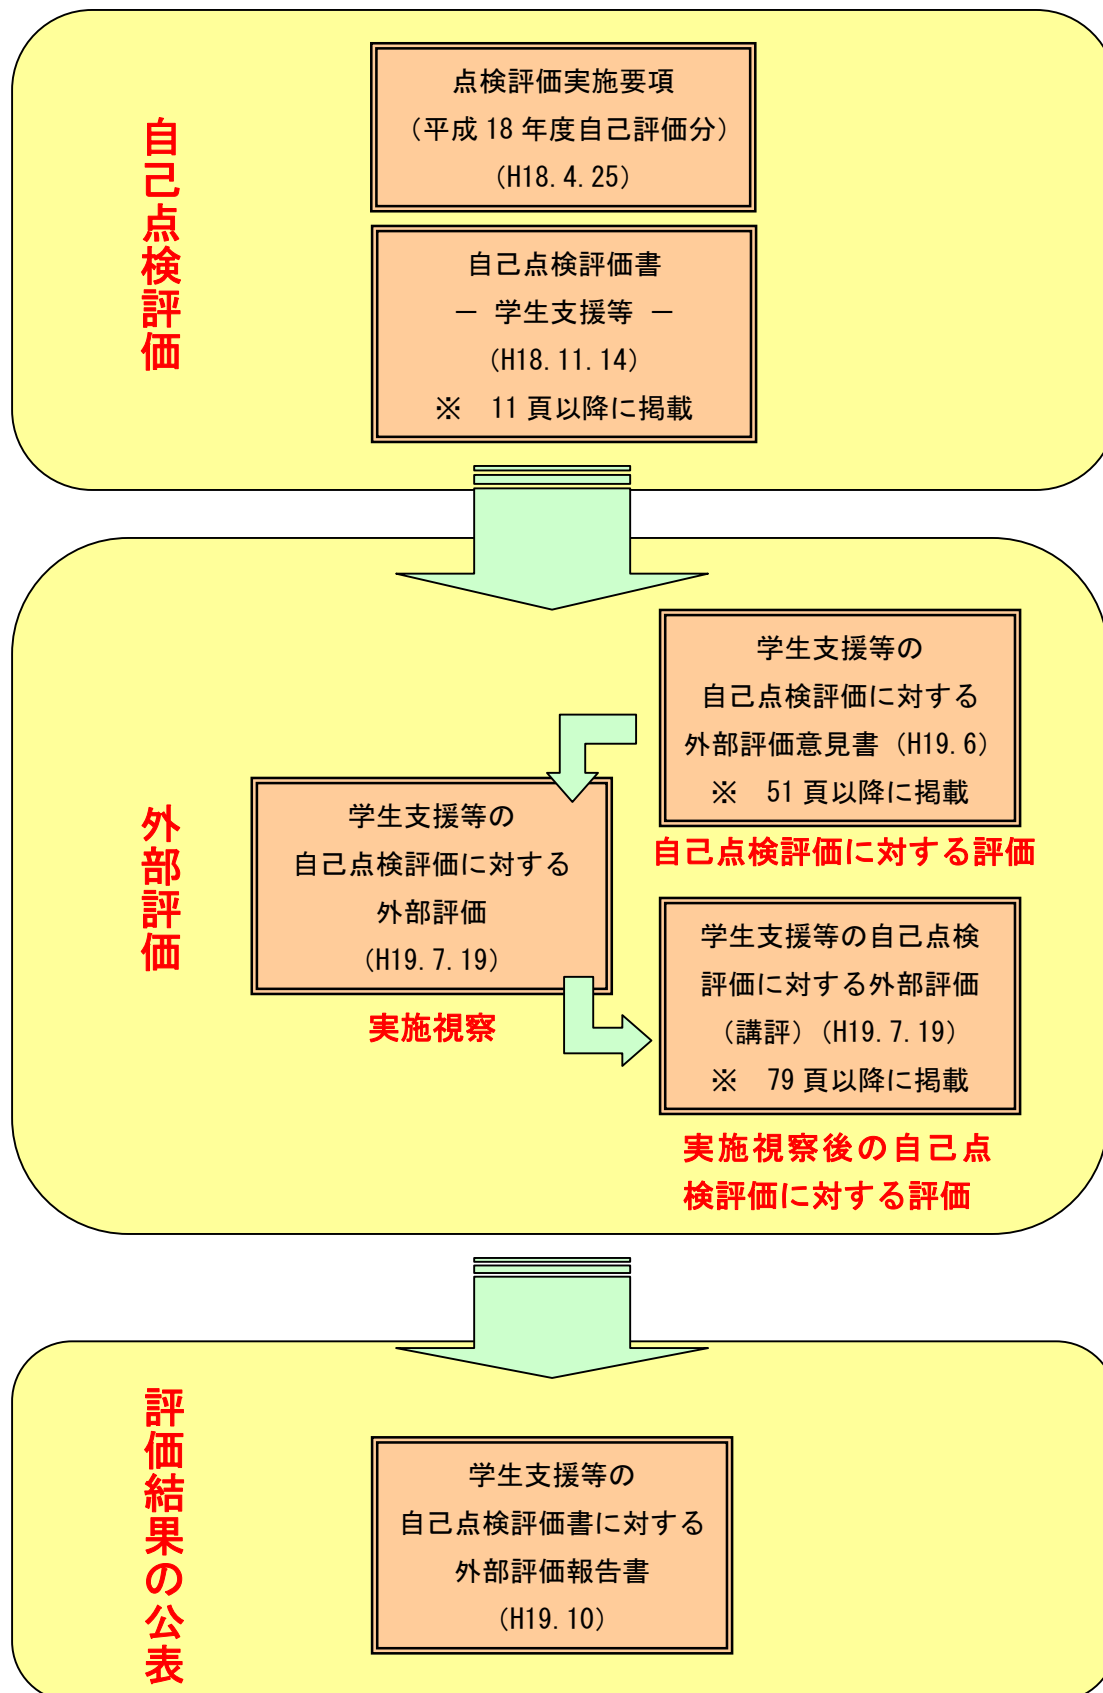 自己点検評価
点検評価実施要項
（平成 18 年度自己評価分）
（H18. 4. 25）
自己点検評価書
－ 学生支援等 －
（H18. 11. 14）
※　11 頁以降に掲載
外部評価
学生支援等の
自己点検評価に対する
外部評価意見書（H19. 6）
※　51 頁以降に掲載
自己点検評価に対する評価
学生支援等の
自己点検評価に対する
外部評価
（H19. 7. 19）
実施視察
学生支援等の自己点検
評価に対する外部評価
（講評）（H19. 7. 19）
※　79 頁以降に掲載
実施視察後の自己点
検評価に対する評価
評価結果の公表
学生支援等の
自己点検評価書に対する
外部評価報告書
（H19. 10）